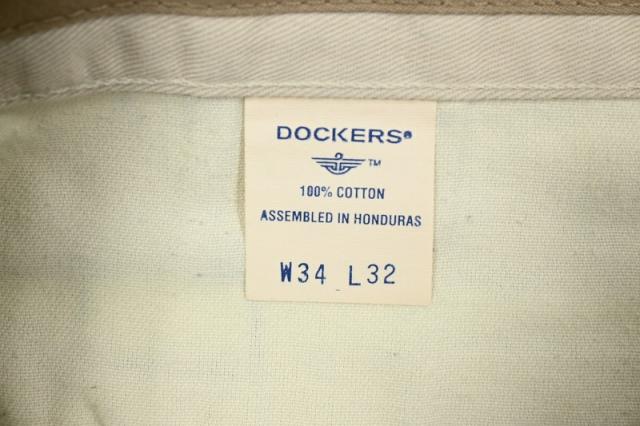 DOCKERS®
™
100% COTTON
ASSEMBLED IN HONDURAS
W34 L32